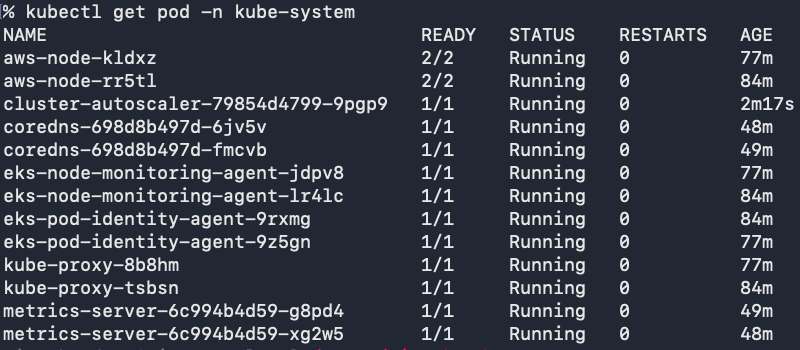 % kubectl get pod -n kube-system
NAME READY STATUS RESTARTS AGE
aws-node-kldxz 2/2 Running 0 77m
aws-node-rr5tl 2/2 Running 0 84m
cluster-autoscaler-79854d4799-9pgp9 1/1 Running 0 2m17s
coredns-698d8b497d-6jv5v 1/1 Running 0 48m
coredns-698d8b497d-fmcvb 1/1 Running 0 49m
eks-node-monitoring-agent-jdpv8 1/1 Running 0 77m
eks-node-monitoring-agent-lr4lc 1/1 Running 0 84m
eks-pod-identity-agent-9rxmg 1/1 Running 0 84m
eks-pod-identity-agent-9z5gn 1/1 Running 0 77m
kube-proxy-8b8hm 1/1 Running 0 77m
kube-proxy-tsbsn 1/1 Running 0 84m
metrics-server-6c994b4d59-g8pd4 1/1 Running 0 49m
metrics-server-6c994b4d59-xg2w5 1/1 Running 0 48m